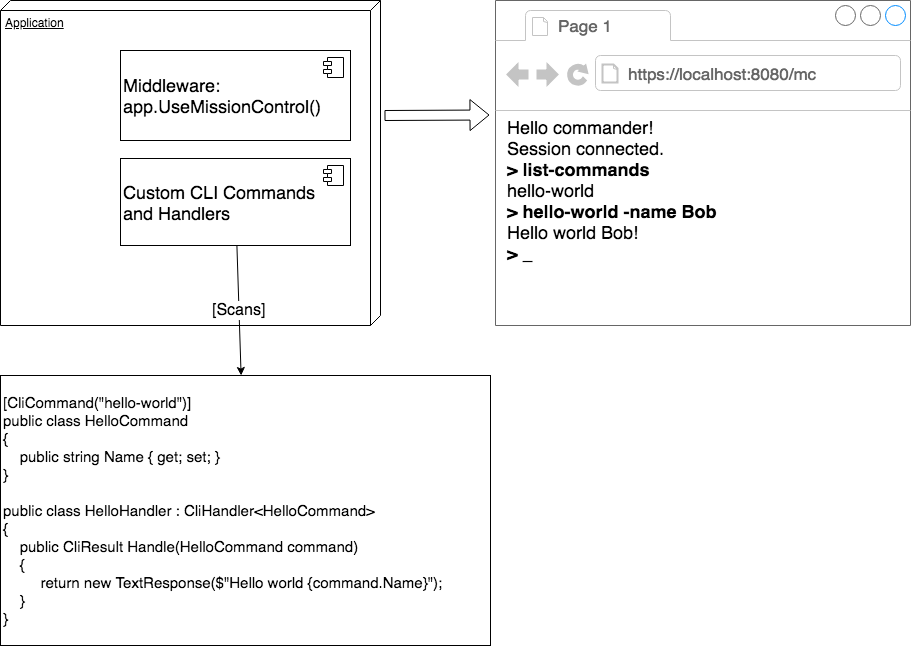 Application
Middleware:
app.UseMissionControl()
Custom CLI Commands
and Handlers
[Scans]
Page 1
https://localhost:8080/mc
Hello commander!
Session connected.
> list-commands
hello-world
> hello-world -name Bob
Hello world Bob!
> _
[CliCommand("hello-world")]
public class HelloCommand
{
    public string Name { get; set; }
}

public class HelloHandler : CliHandler<HelloCommand>
{
    public CliResult Handle(HelloCommand command)
    {
        return new TextResponse($"Hello world {command.Name}");
    }
}